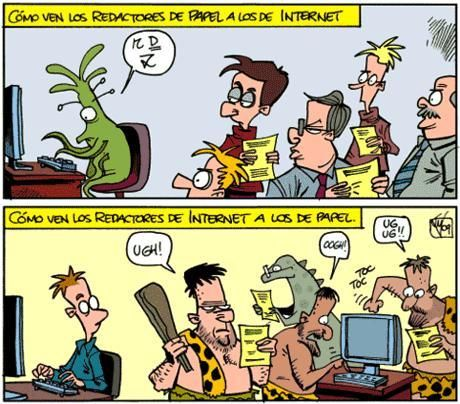 CÓMO VEN LOS REDACTORES DE PAPEL A LOS DE INTERNET
CÓMO VEN LOS REDACTORES DE INTERNET A LOS DE PAPEL.
UGH!
OOGH!
TOC
TOC
UG
UG!!